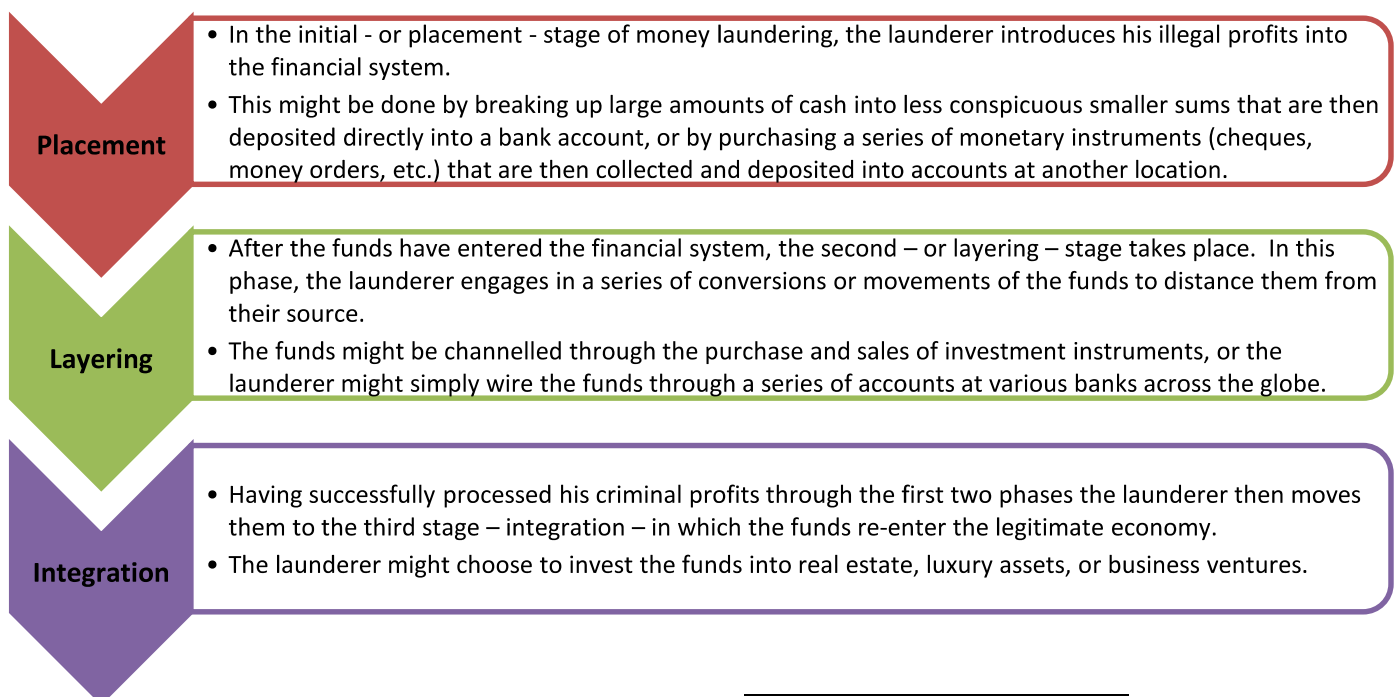 • In the initial - or placement - stage of money laundering, the launderer introduces his illegal profits into
the financial system.
• This might be done by breaking up large amounts of cash into less conspicuous smaller sums that are then
deposited directly into a bank account, or by purchasing a series of monetary instruments (cheques,
money orders, etc.) that are then collected and deposited into accounts at another location.
Placement
• After the funds have entered the financial system, the second – or layering – stage takes place.  In this
phase, the launderer engages in a series of conversions or movements of the funds to distance them from
their source.
• The funds might be channelled through the purchase and sales of investment instruments, or the
launderer might simply wire the funds through a series of accounts at various banks across the globe.
Layering
• Having successfully processed his criminal profits through the first two phases the launderer then moves
them to the third stage – integration – in which the funds re-enter the legitimate economy.
• The launderer might choose to invest the funds into real estate, luxury assets, or business ventures.
Integration